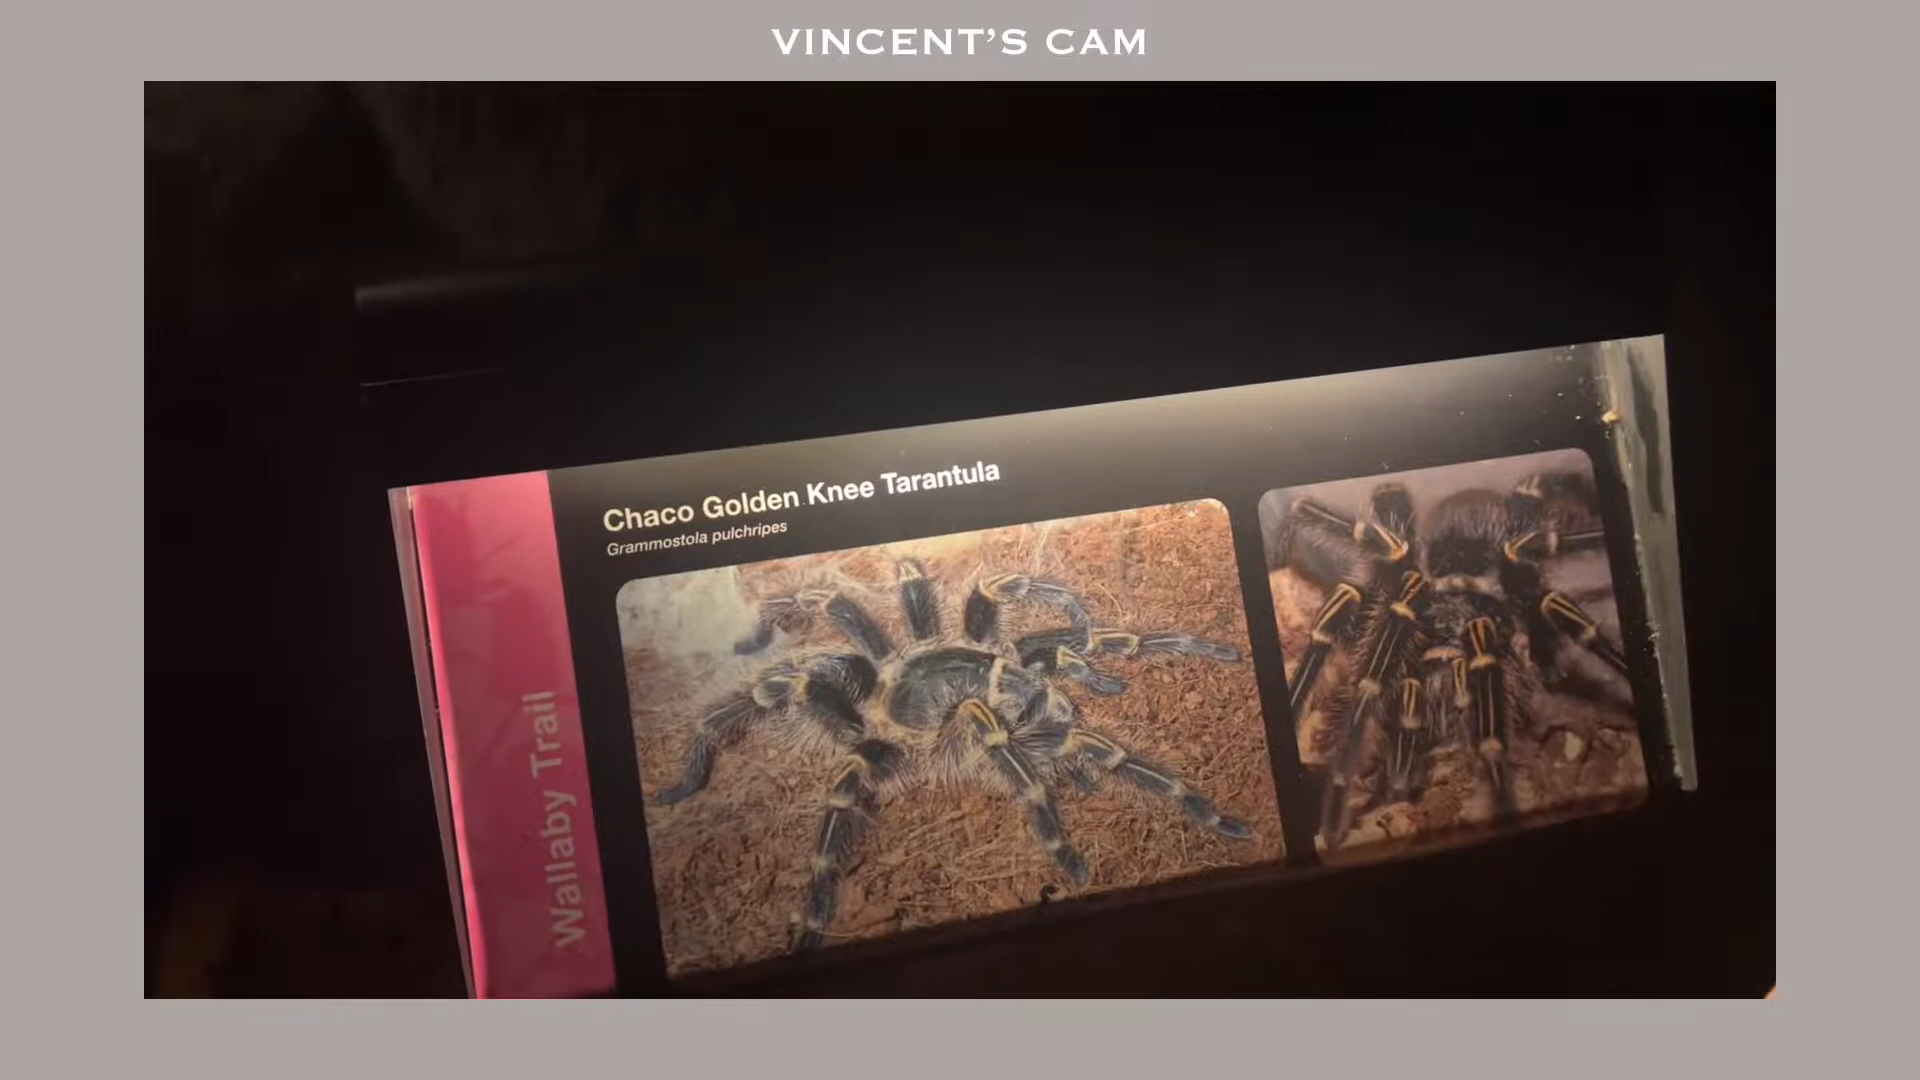 VINCENT'S CAM
Chaco Golden Knee Tarantula
Grammostola pulchripes
Wallaby Trail